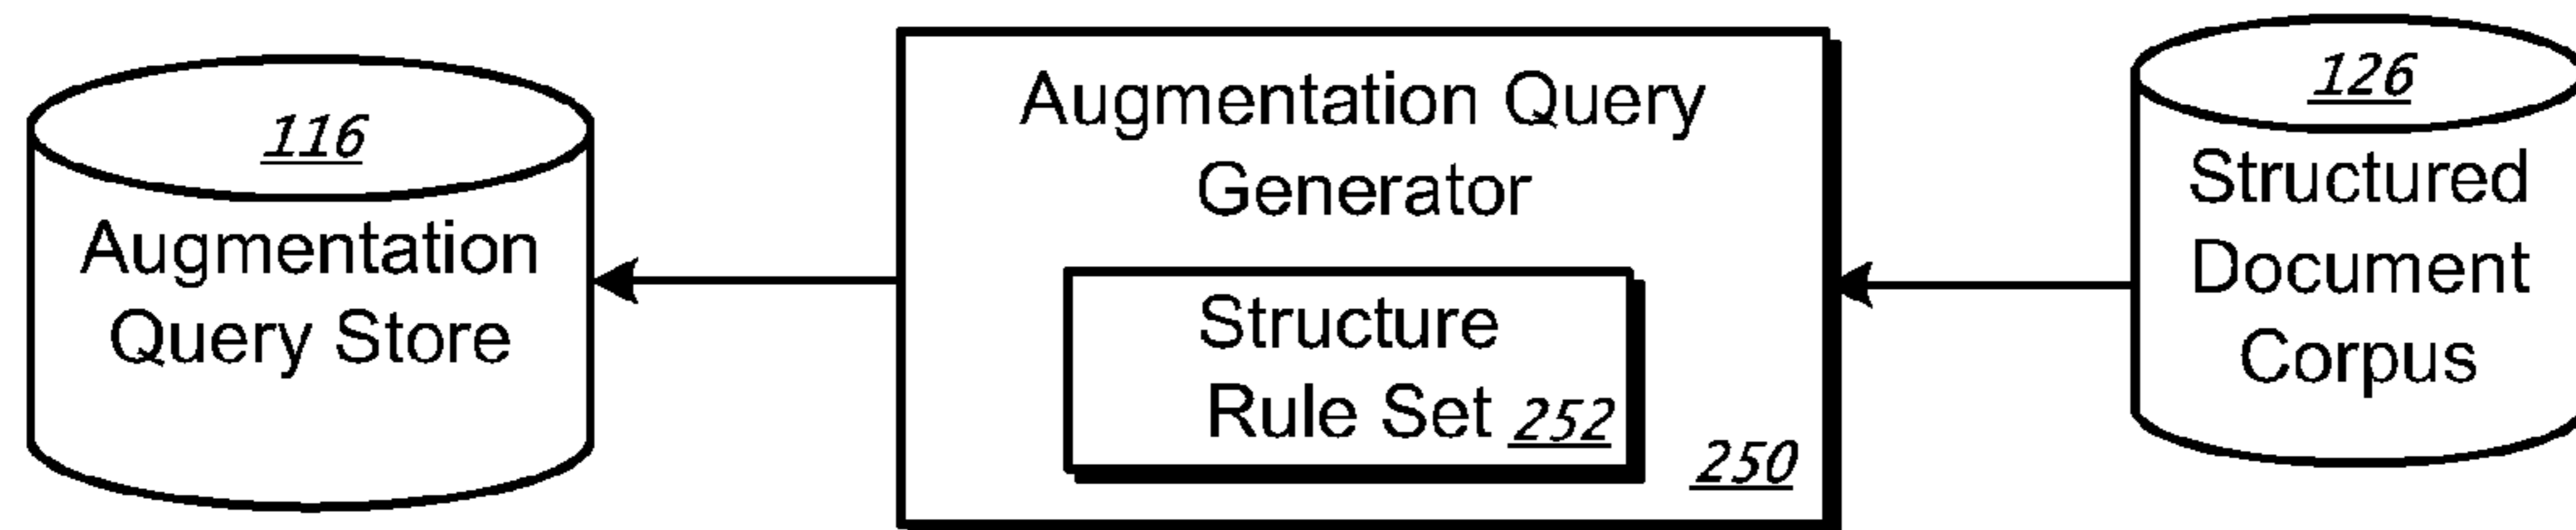 116
Augmentation
Query Store
Augmentation Query
Generator
Structure
Rule Set 252
250
126
Structured
Document
Corpus